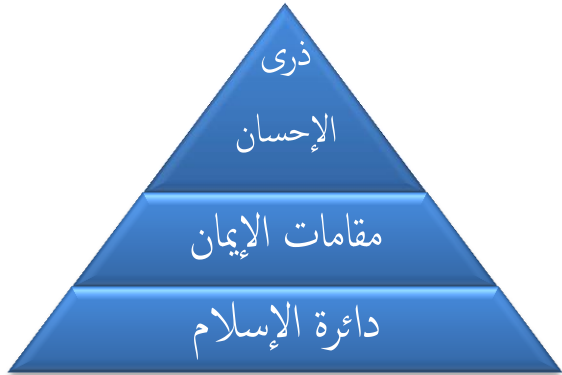 ذرى
الإحسان
مقامات الإيمان
دائرة الإسلام